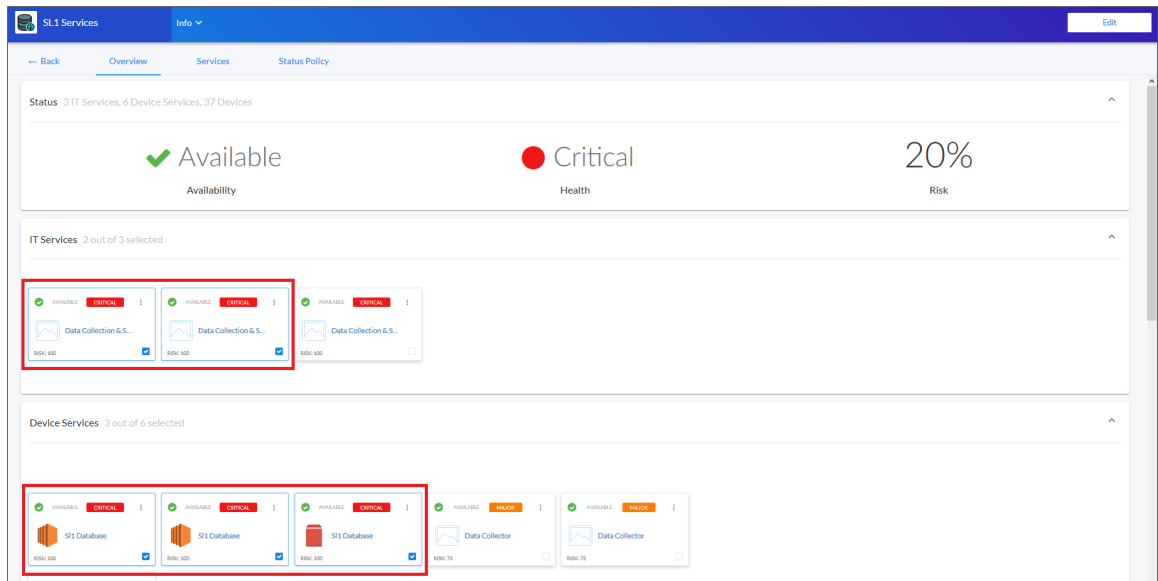 SL1 Services
Info
Edit
← Back
Overview
Services
Status Policy
Status 3 IT Services, 6 Device Services, 37 Devices
Available
Critical
20%
Availability
Health
Risk
IT Services 2 out of 3 selected
AVAILABLE CRITICAL
Data Collection & S...
RISK: 100
AVAILABLE CRITICAL
Data Collection & S...
RISK: 100
AVAILABLE CRITICAL
Data Collection & S...
RISK: 100
Device Services 3 out of 6 selected
AVAILABLE CRITICAL
Sl1 Database
RISK: 100
AVAILABLE CRITICAL
Sl1 Database
RISK: 100
AVAILABLE CRITICAL
Sl1 Database
RISK: 100
AVAILABLE MAJOR
Data Collector
RISK: 75
AVAILABLE MAJOR
Data Collector
RISK: 75